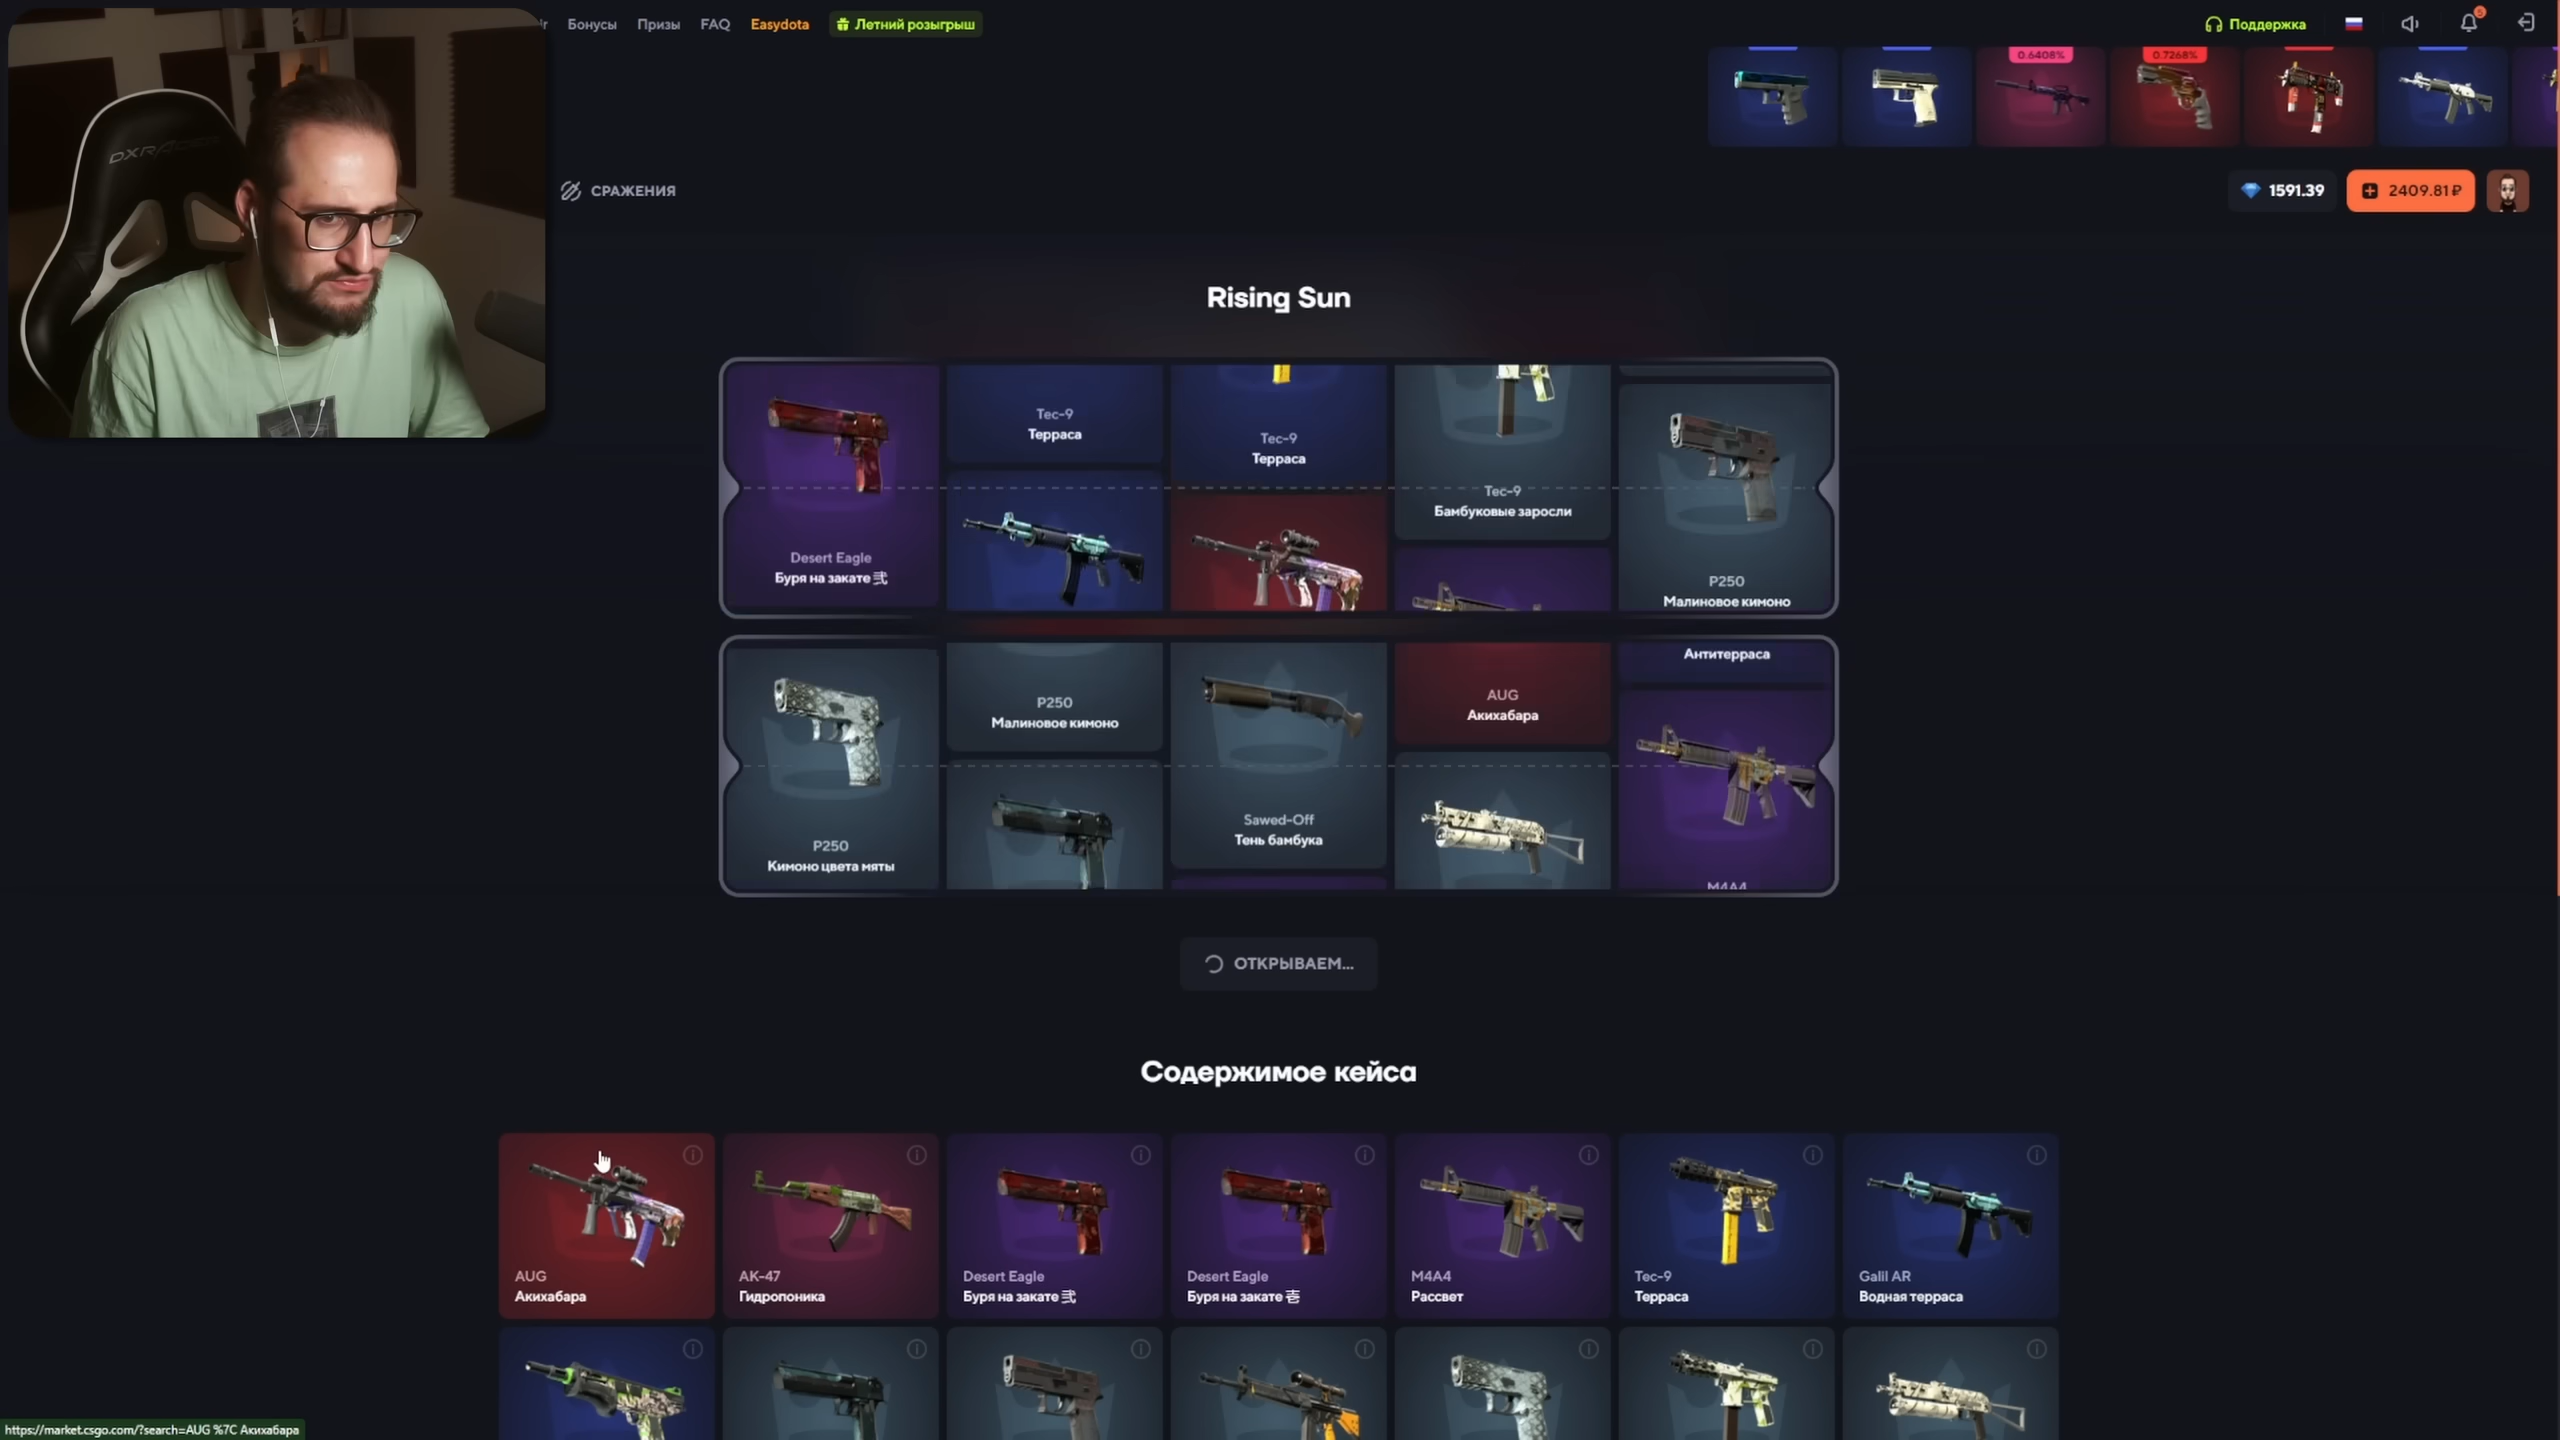 Бонусы
Призы
FAQ
Easydota
Летний розыгрыш
Поддержка
0.6408%
0.7268%
СРАЖЕНИЯ
1591.39
2409.81 ₽
Rising Sun
Desert Eagle
Буря на закате 弐
Tec-9
Терраса
Tec-9
Терраса
Tec-9
Бамбуковые заросли
P250
Малиновое кимоно
P250
Кимоно цвета мяты
P250
Малиновое кимоно
Sawed-Off
Тень бамбука
AUG
Акихабара
Антитерраса
M4A4
ОТКРЫВАЕМ...
Содержимое кейса
AUG
Акихабара
AK-47
Гидропоника
Desert Eagle
Буря на закате 弐
Desert Eagle
Буря на закате 壱
M4A4
Рассвет
Tec-9
Терраса
Galil AR
Водная терраса
https://market.csgo.com/?search=AUG %7C Акихабара